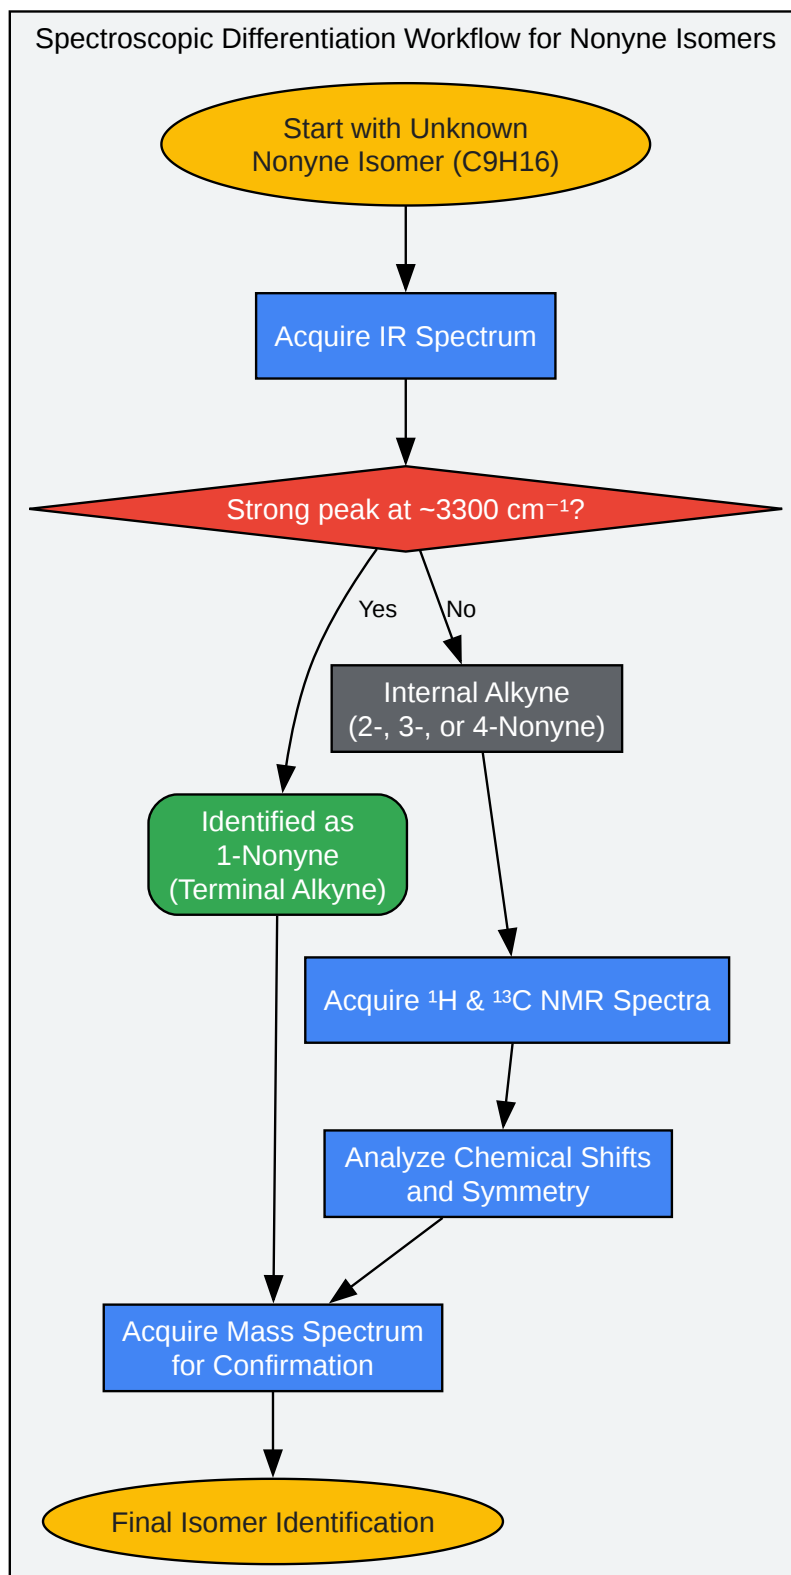 Spectroscopic Differentiation Workflow for Nonyne Isomers
Start with Unknown
Nonyne Isomer (C9H16)
Acquire IR Spectrum
Strong peak at ~3300 cm⁻¹?
Yes
No
Internal Alkyne
(2-, 3-, or 4-Nonyne)
Identified as
1-Nonyne
(Terminal Alkyne)
Acquire ¹H & ¹³C NMR Spectra
Analyze Chemical Shifts
and Symmetry
Acquire Mass Spectrum
for Confirmation
Final Isomer Identification